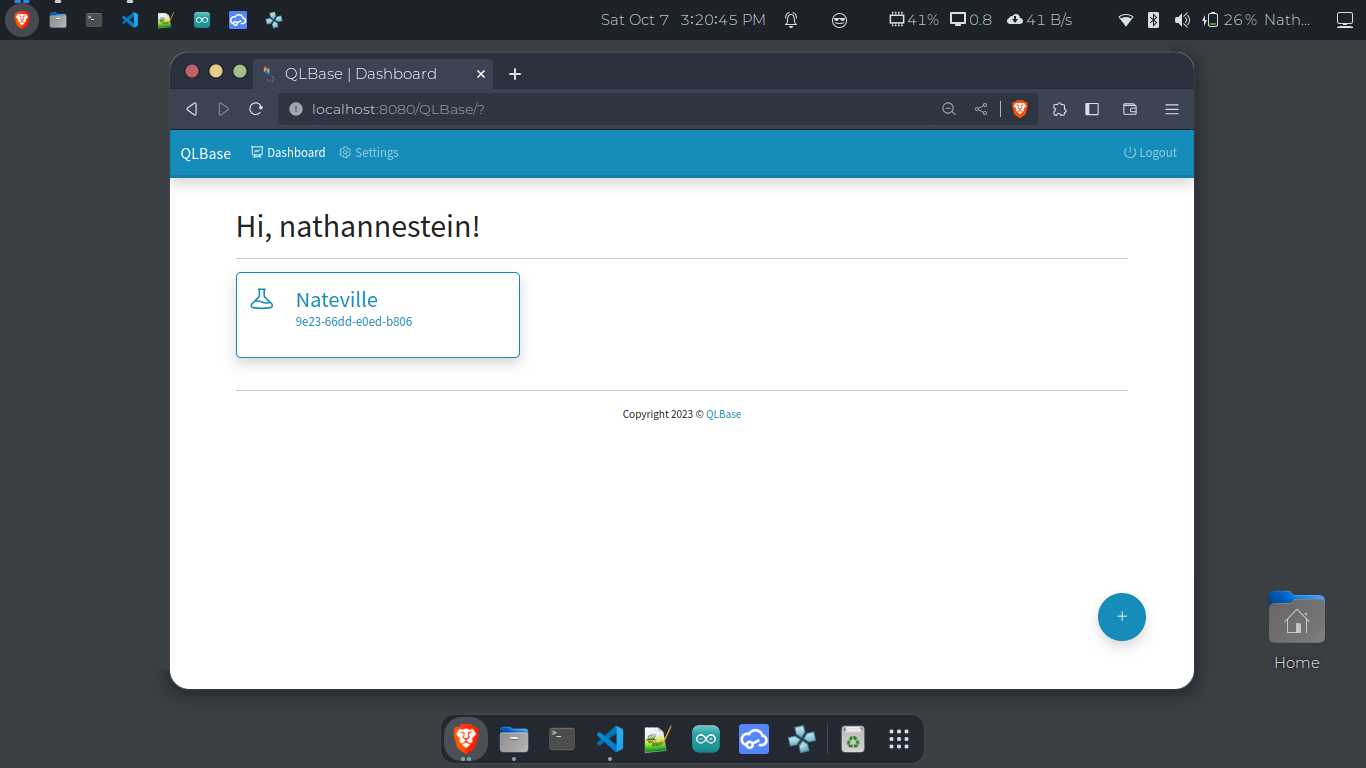 Sat Oct 7 3:20:45 PM 41% 0.8 41 B/s 26% Nath...
QLBase | Dashboard
localhost:8080/QLBase/?
QLBase Dashboard Settings Logout
Hi, nathannestein!
Nateville
9e23-66dd-e0ed-b806
Copyright 2023 © QLBase
+
Home